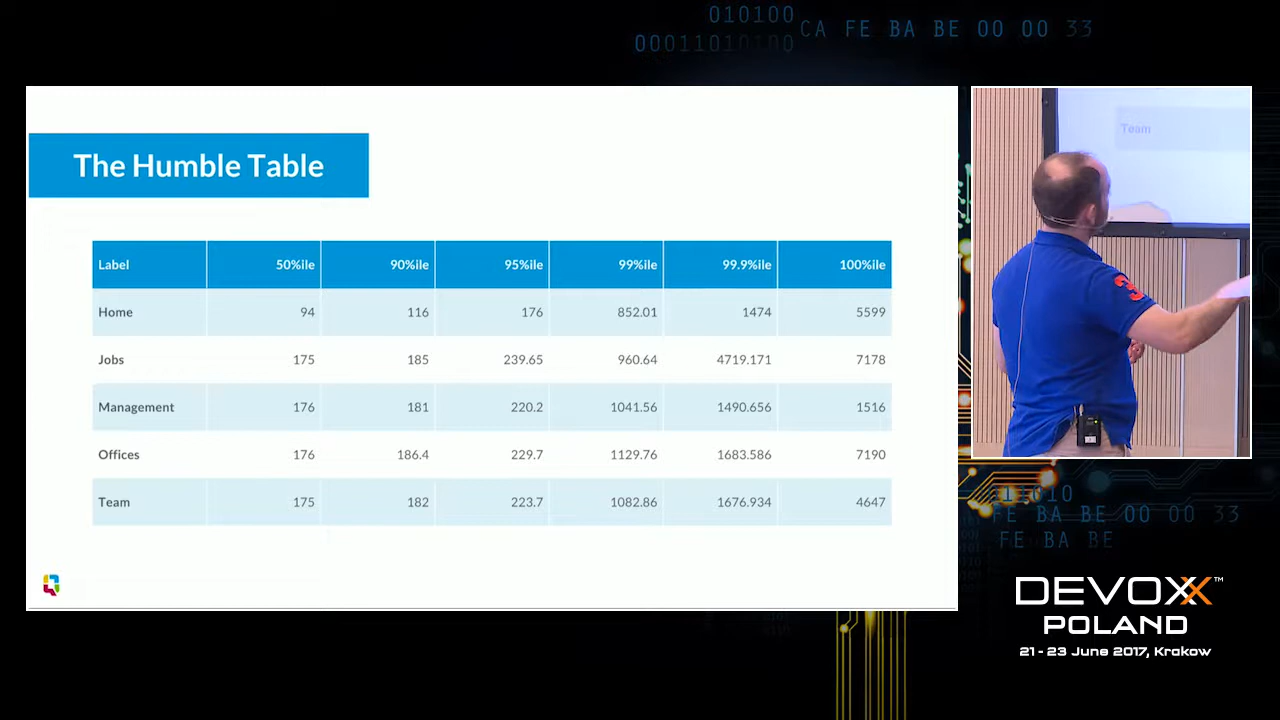 010100
00011010100
CA FE BA BE 00 00 33
The Humble Table
Label 50%ile 90%ile 95%ile 99%ile 99.9%ile 100%ile
Home 94 116 176 852.01 1474 5599
Jobs 175 185 239.65 960.64 4719.171 7178
Management 176 181 220.2 1041.56 1490.656 1516
Offices 176 186.4 229.7 1129.76 1683.586 7190
Team 175 182 223.7 1082.86 1676.934 4647
Team
3
FE BA BE 00 00 33
FE BA BE
DEVOXX™
POLAND
21 - 23 June 2017, Krakow